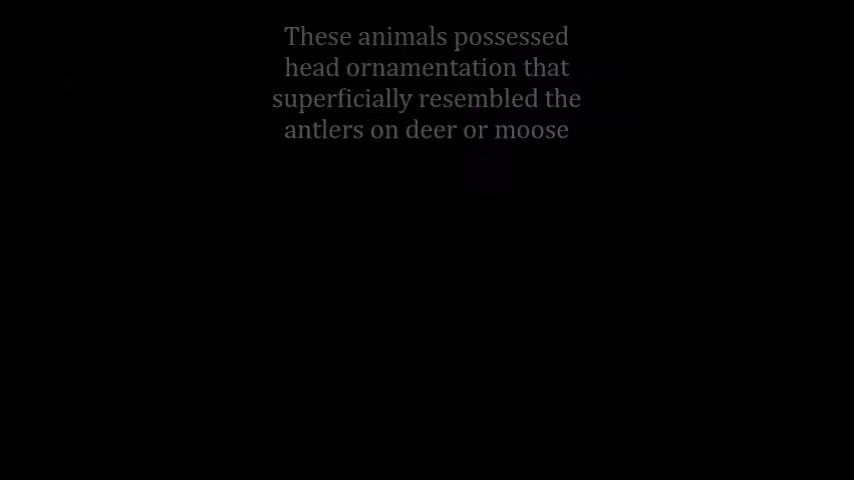 These animals possessed
head ornamentation that
superficially resembled the
antlers on deer or moose